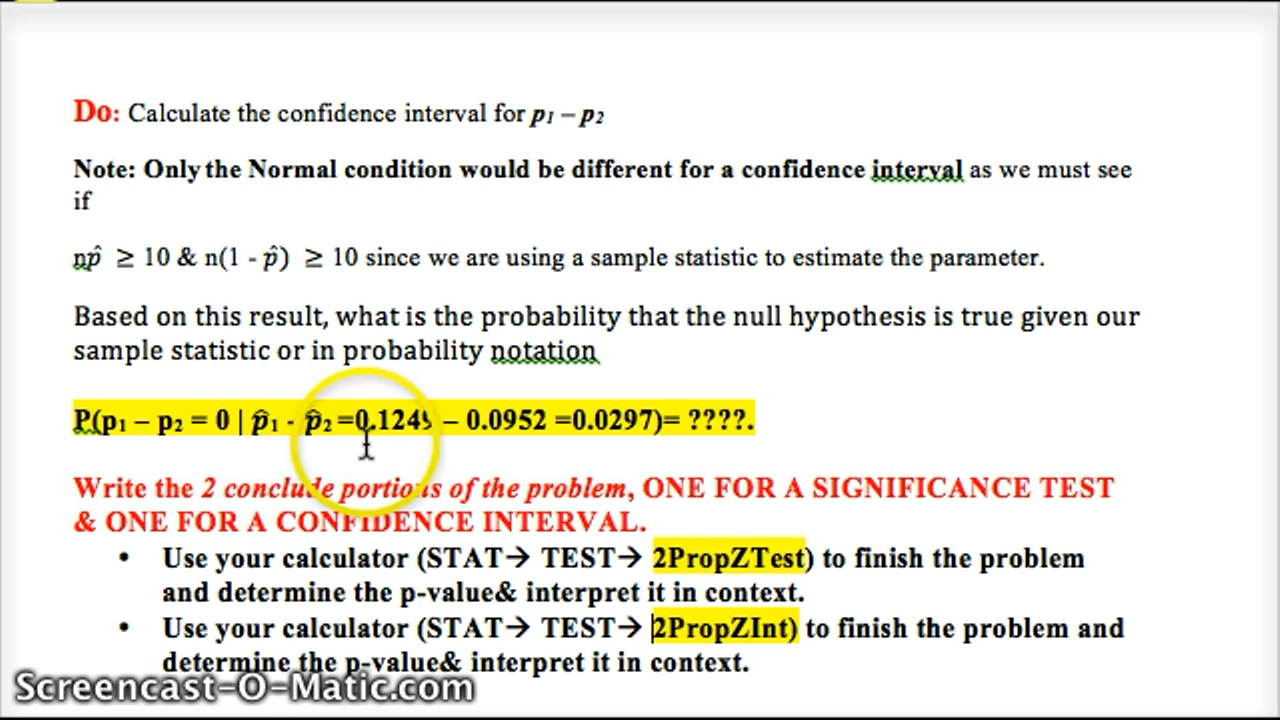 Do: Calculate the confidence interval for p₁ – p₂
Note: Only the Normal condition would be different for a confidence interval as we must see
if
np̂ ≥ 10 & n(1 - p̂) ≥ 10 since we are using a sample statistic to estimate the parameter.
Based on this result, what is the probability that the null hypothesis is true given our
sample statistic or in probability notation
P(p₁ – p₂ = 0 | p̂₁ - p̂₂ =0.1249 – 0.0952 =0.0297)= ????.
Write the 2 conclude portions of the problem, ONE FOR A SIGNIFICANCE TEST
& ONE FOR A CONFIDENCE INTERVAL.
• Use your calculator (STAT→ TEST→ 2PropZTest) to finish the problem
and determine the p-value& interpret it in context.
• Use your calculator (STAT→ TEST→ 2PropZInt) to finish the problem and
determine the p-value& interpret it in context.
Screencast-O-Matic.com